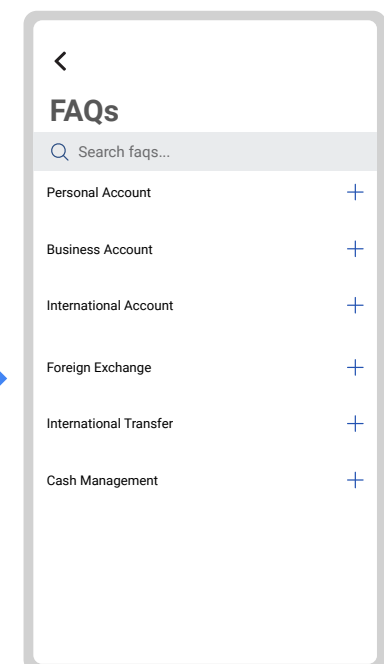 FAQs
Search faqs...
Personal Account
Business Account
International Account
Foreign Exchange
International Transfer
Cash Management